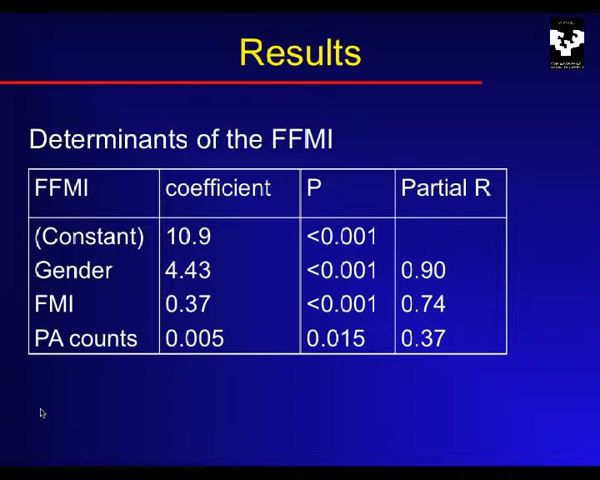 Results
Determinants of the FFMI
FFMI coefficient P Partial R
(Constant) 10.9 <0.001
Gender 4.43 <0.001 0.90
FMI 0.37 <0.001 0.74
PA counts 0.005 0.015 0.37